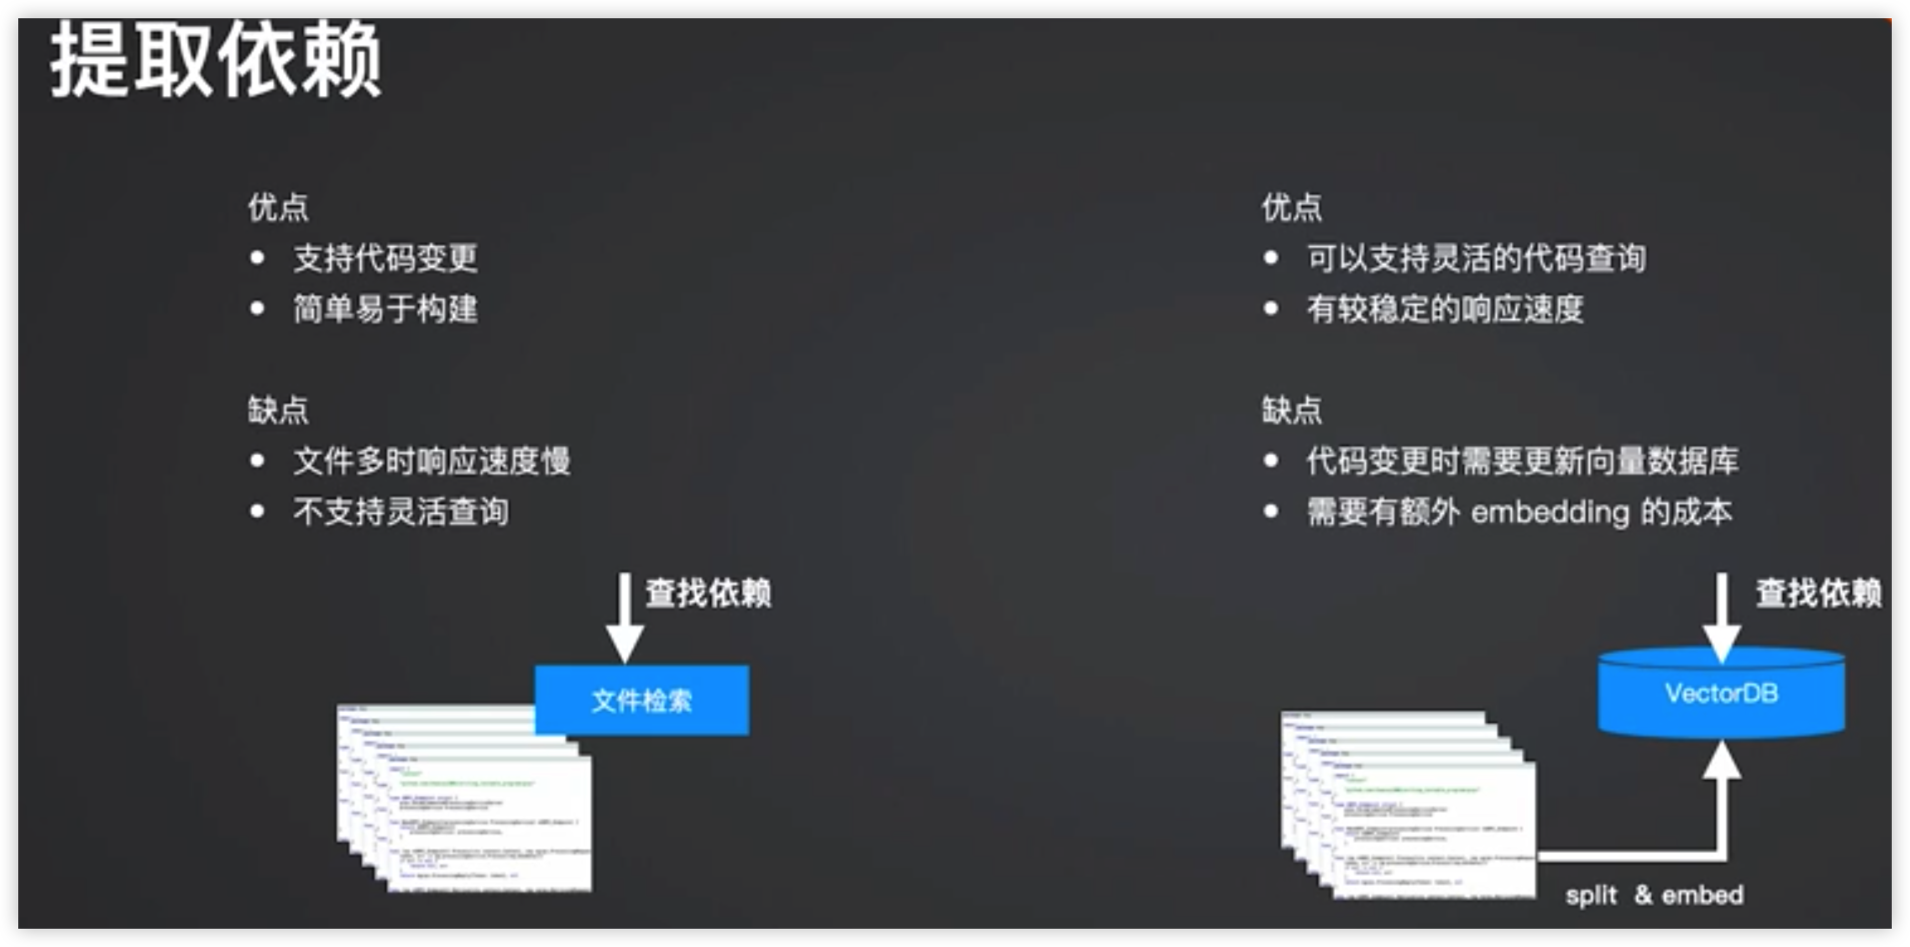 提取依赖
优点
• 支持代码变更
• 简单易于构建
缺点
• 文件多时响应速度慢
• 不支持灵活查询
查找依赖
文件检索
优点
• 可以支持灵活的代码查询
• 有较稳定的响应速度
缺点
• 代码变更时需要更新向量数据库
• 需要有额外 embedding 的成本
查找依赖
VectorDB
split & embed